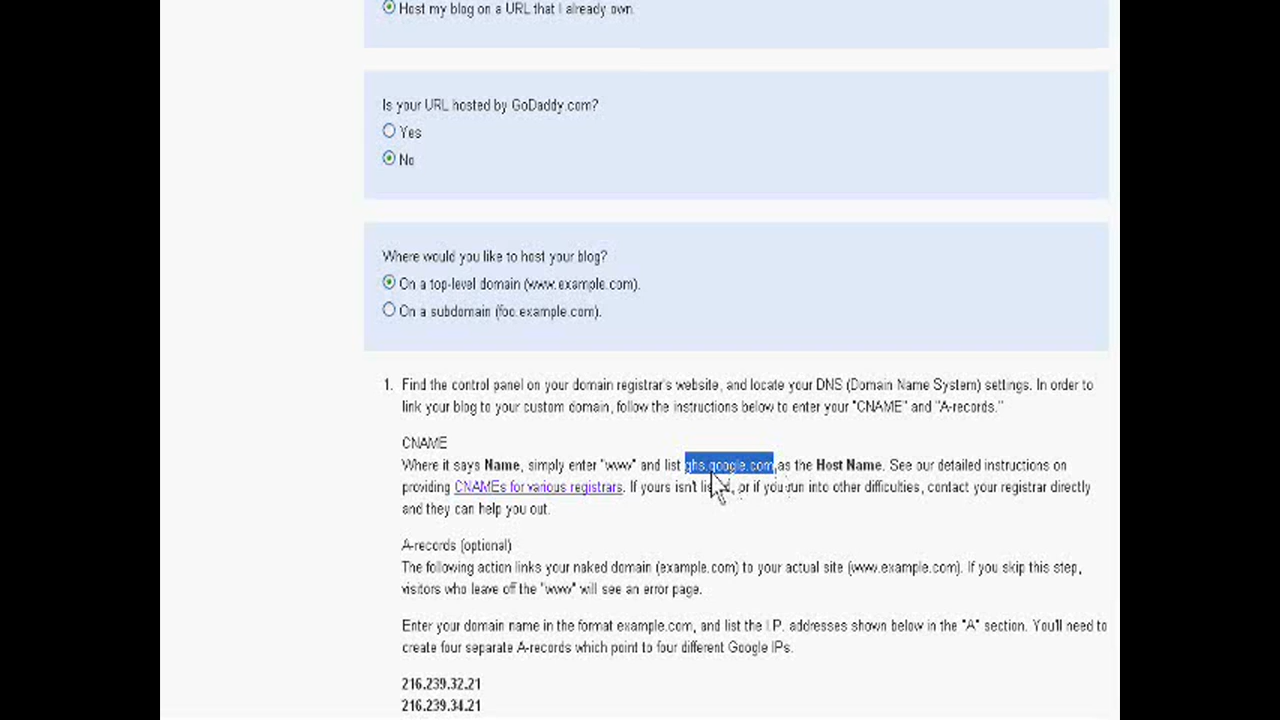 Host my blog on a URL that I already own.
Is your URL hosted by GoDaddy.com?
Yes
No
Where would you like to host your blog?
On a top-level domain (www.example.com).
On a subdomain (foo.example.com).
1. Find the control panel on your domain registrar's website, and locate your DNS (Domain Name System) settings. In order to
link your blog to your custom domain, follow the instructions below to enter your "CNAME" and "A-records."
CNAME
Where it says Name, simply enter "www" and list ghs.google.com as the Host Name. See our detailed instructions on
providing CNAMEs for various registrars. If yours isn't listed, or if you run into other difficulties, contact your registrar directly
and they can help you out.
A-records (optional)
The following action links your naked domain (example.com) to your actual site (www.example.com). If you skip this step,
visitors who leave off the "www" will see an error page.
Enter your domain name in the format example.com, and list the I.P. addresses shown below in the "A" section. You'll need to
create four separate A-records which point to four different Google IPs.
216.239.32.21
216.239.34.21